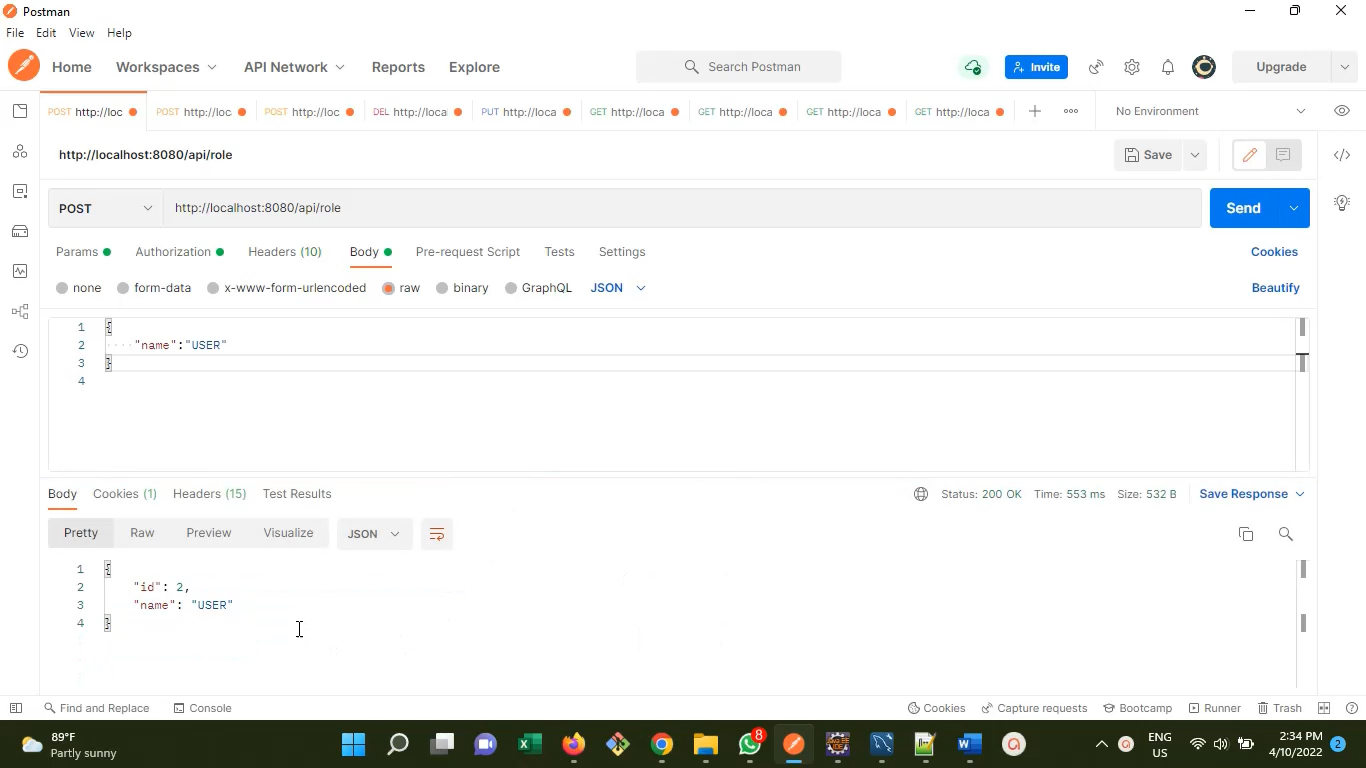 Postman
File Edit View Help
Home Workspaces API Network Reports Explore Search Postman Invite Upgrade
POST http://loc POST http://loc POST http://loc DEL http://loca PUT http://loca GET http://loca GET http://loca GET http://loca GET http://loca No Environment
http://localhost:8080/api/role Save
POST http://localhost:8080/api/role Send
Params Authorization Headers (10) Body Pre-request Script Tests Settings Cookies
none form-data x-www-form-urlencoded raw binary GraphQL JSON Beautify
1 {
2 "name":"USER"
3 }
4
Body Cookies (1) Headers (15) Test Results Status: 200 OK Time: 553 ms Size: 532 B Save Response
Pretty Raw Preview Visualize JSON
1 {
2 "id": 2,
3 "name": "USER"
4 }
Find and Replace Console Cookies Capture requests Bootcamp Runner Trash
89°F
Partly sunny
8
ENG
US
2:34 PM
4/10/2022
2